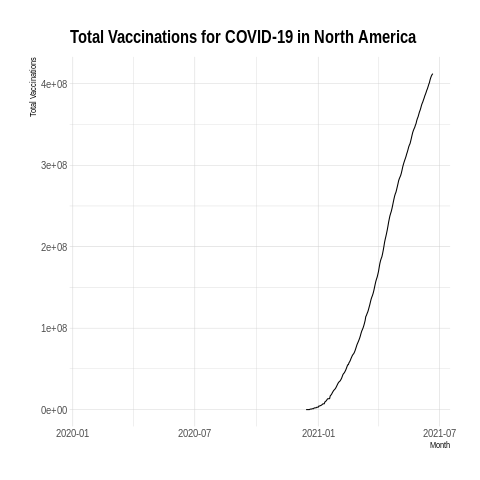 Total Vaccinations for COVID-19 in North America
Total Vaccinations
4e+08
3e+08
2e+08
1e+08
0e+00
2020-01 2020-07 2021-01 2021-07
Month